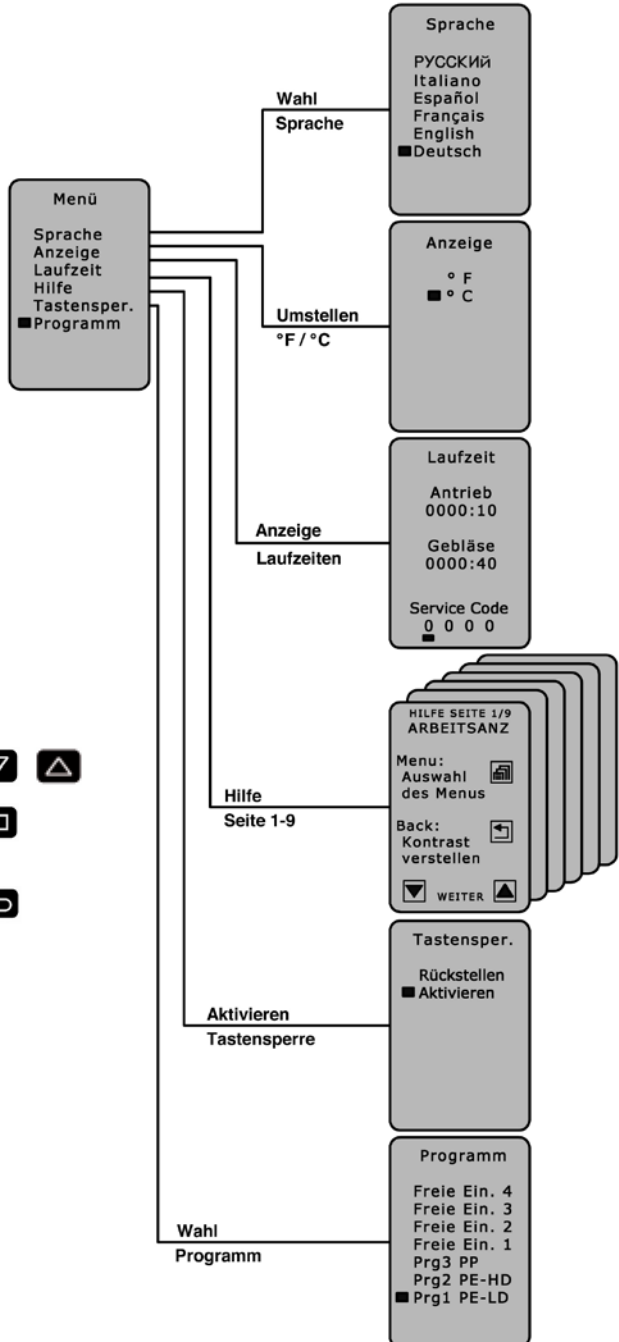 Menü
Sprache
Anzeige
Laufzeit
Hilfe
Tastensper.
Programm
Wahl
Sprache
Sprache
РУССКИЙ
Italiano
Español
Français
English
Deutsch
Umstellen
°F / °C
Anzeige
° F
° C
Anzeige
Laufzeiten
Laufzeit
Antrieb
0000:10
Gebläse
0000:40
Service Code
0 0 0 0
Hilfe
Seite 1-9
HILFE SEITE 1/9
ARBEITSANZ
Menu:
Auswahl
des Menus
Back:
Kontrast
verstellen
WEITER
Aktivieren
Tastensperre
Tastensper.
Rückstellen
Aktivieren
Wahl
Programm
Programm
Freie Ein. 4
Freie Ein. 3
Freie Ein. 2
Freie Ein. 1
Prg3 PP
Prg2 PE-HD
Prg1 PE-LD